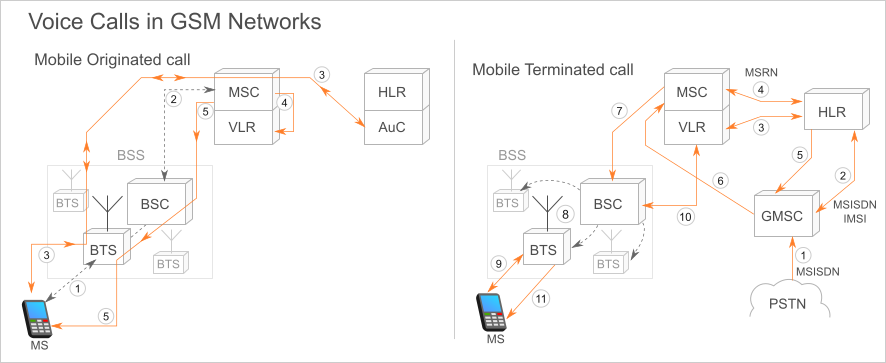 Voice Calls in GSM Networks
Mobile Originated call
3
MSC
HLR
2
5
4
VLR
AuC
BSS
BTS
BSC
BTS
3
BTS
1
5
MS
Mobile Terminated call
MSRN
7
MSC
4
HLR
VLR
3
BSS
5
6
2
BTS
BSC
MSISDN
IMSI
8
10
GMSC
BTS
BTS
1
9
MSISDN
11
PSTN
MS